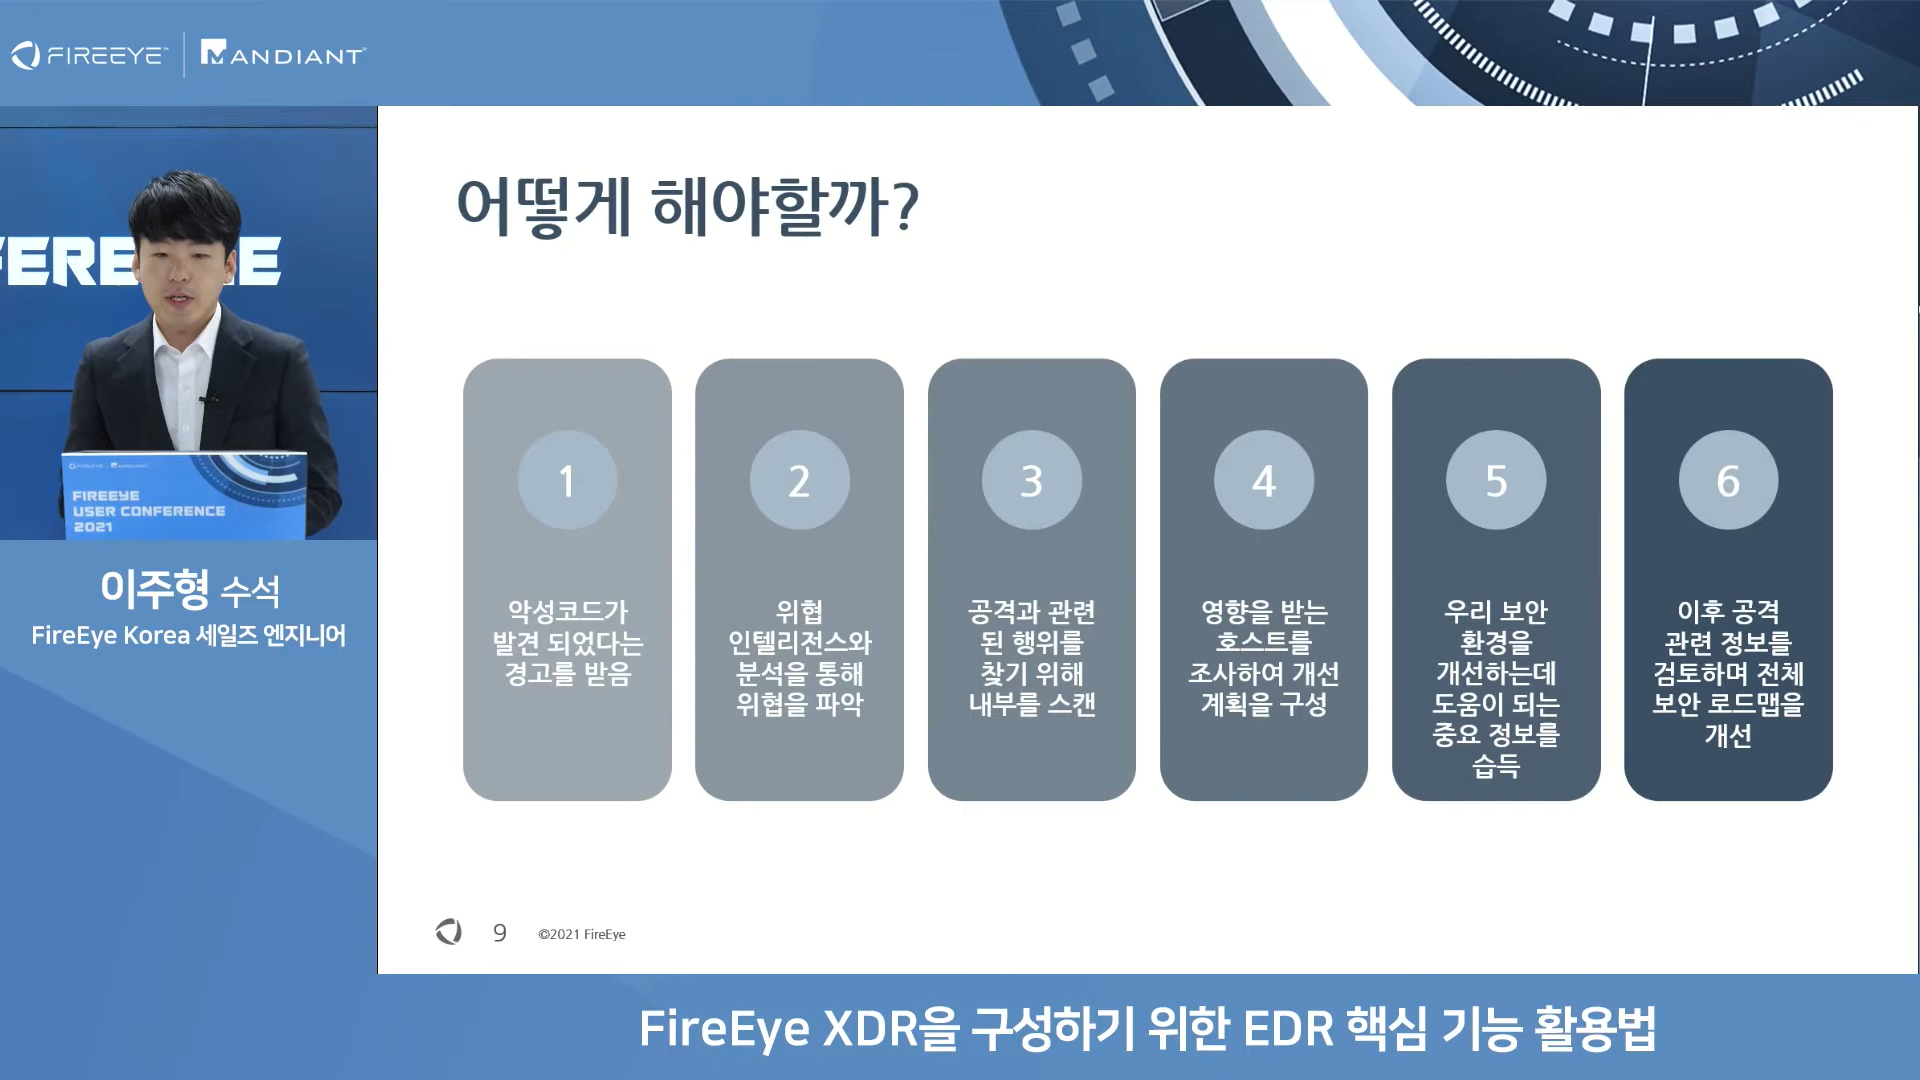 FIREEYE™ MANDIANT®
FERE E
FIREEYE MANDIANT
FIREEYE
USER CONFERENCE
2021
이주형 수석
FireEye Korea 세일즈 엔지니어
어떻게 해야할까?
1
악성코드가
발견 되었다는
경고를 받음
2
위협
인텔리전스와
분석을 통해
위협을 파악
3
공격과 관련
된 행위를
찾기 위해
내부를 스캔
4
영향을 받는
호스트를
조사하여 개선
계획을 구성
5
우리 보안
환경을
개선하는데
도움이 되는
중요 정보를
습득
6
이후 공격
관련 정보를
검토하며 전체
보안 로드맵을
개선
9 ©2021 FireEye
FireEye XDR을 구성하기 위한 EDR 핵심 기능 활용법